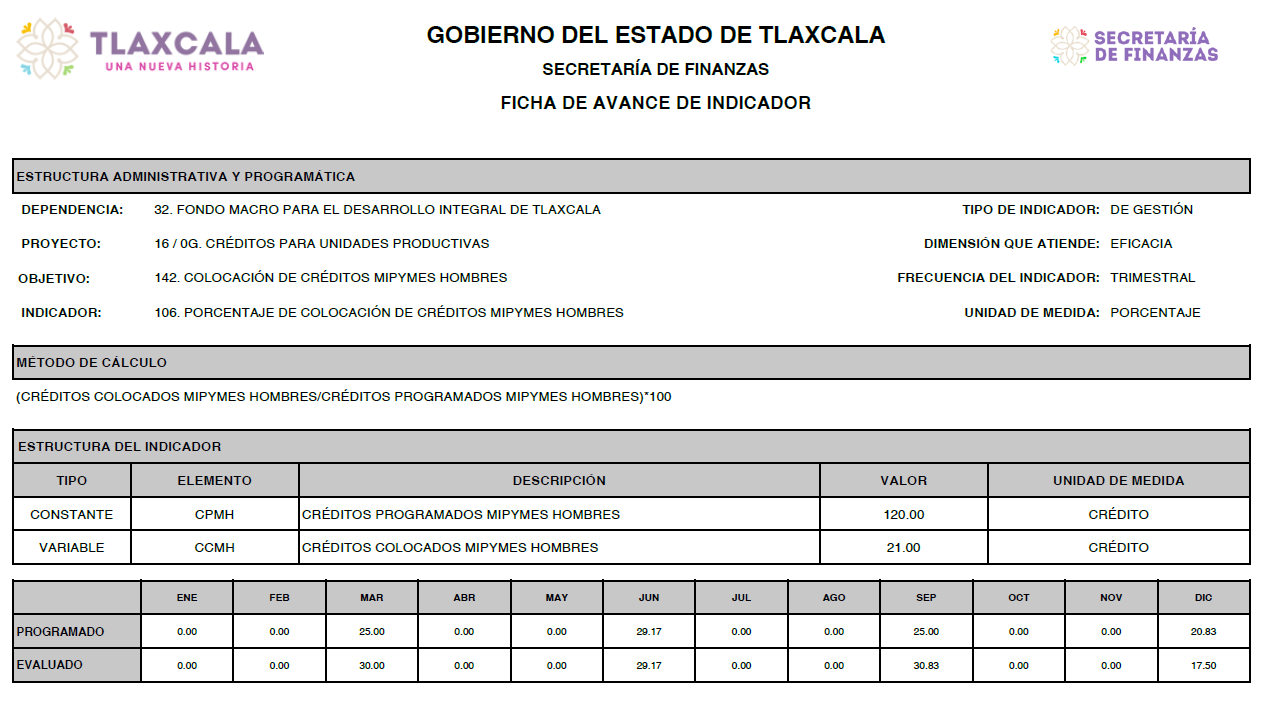 TLAXCALA
UNA NUEVA HISTORIA
GOBIERNO DEL ESTADO DE TLAXCALA
SECRETARÍA DE FINANZAS
FICHA DE AVANCE DE INDICADOR
SECRETARÍA
DE FINANZAS
ESTRUCTURA ADMINISTRATIVA Y PROGRAMÁTICA
DEPENDENCIA: 32. FONDO MACRO PARA EL DESARROLLO INTEGRAL DE TLAXCALA TIPO DE INDICADOR: DE GESTIÓN
PROYECTO: 16 / 0G. CRÉDITOS PARA UNIDADES PRODUCTIVAS DIMENSIÓN QUE ATIENDE: EFICACIA
OBJETIVO: 142. COLOCACIÓN DE CRÉDITOS MIPYMES HOMBRES FRECUENCIA DEL INDICADOR: TRIMESTRAL
INDICADOR: 106. PORCENTAJE DE COLOCACIÓN DE CRÉDITOS MIPYMES HOMBRES UNIDAD DE MEDIDA: PORCENTAJE
MÉTODO DE CÁLCULO
(CRÉDITOS COLOCADOS MIPYMES HOMBRES/CRÉDITOS PROGRAMADOS MIPYMES HOMBRES)*100
ESTRUCTURA DEL INDICADOR
TIPO ELEMENTO DESCRIPCIÓN VALOR UNIDAD DE MEDIDA
CONSTANTE CPMH CRÉDITOS PROGRAMADOS MIPYMES HOMBRES 120.00 CRÉDITO
VARIABLE CCMH CRÉDITOS COLOCADOS MIPYMES HOMBRES 21.00 CRÉDITO
ENE FEB MAR ABR MAY JUN JUL AGO SEP OCT NOV DIC
PROGRAMADO 0.00 0.00 25.00 0.00 0.00 29.17 0.00 0.00 25.00 0.00 0.00 20.83
EVALUADO 0.00 0.00 30.00 0.00 0.00 29.17 0.00 0.00 30.83 0.00 0.00 17.50